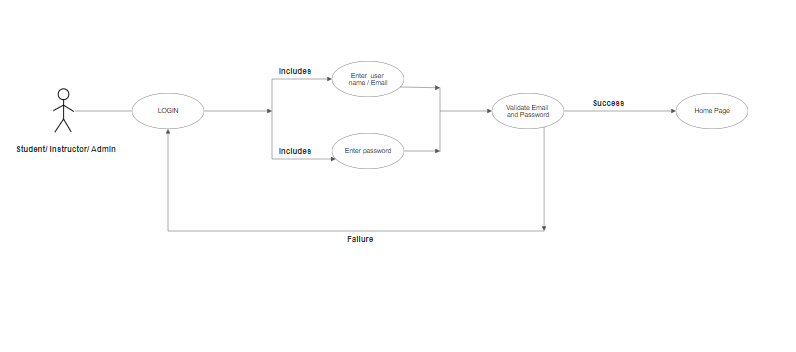 Includes
Enter user
name / Email
LOGIN
Validate Email
and Password
Success
Home Page
Student/ Instructor/ Admin
Includes
Enter password
Failure